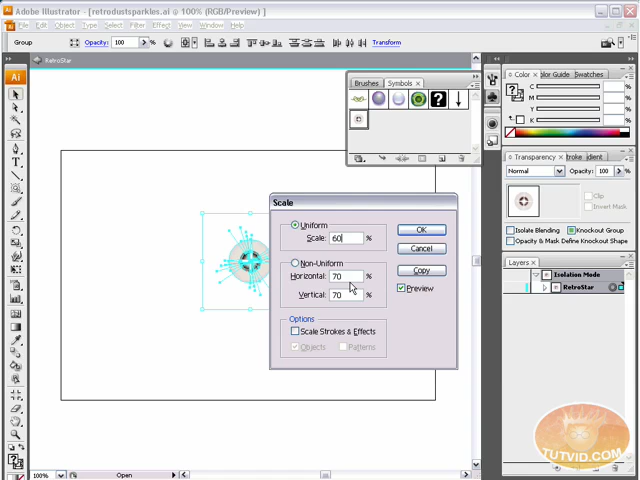 Adobe Illustrator - [retrodustsparkles.ai @ 100% (RGB/Preview) ]
File Edit Object Type Select Filter Effect View Window Help
Group Opacity: 100 % Transform
RetroStar
Ai
Brushes Symbols
Color Color Guide Swatches
C
M
Y
K
Transparency
Normal Opacity: 100 %
Clip
Invert Mask
Isolate Blending Knockout Group
Opacity & Mask Define Knockout Shape
Layers
Isolation Mode
RetroStar
Scale
Uniform
Scale: 60 %
Non-Uniform
Horizontal: 70 %
Vertical: 70 %
Options
Scale Strokes & Effects
Objects Patterns
OK
Cancel
Copy
Preview
TUTVID.COM
100% Open